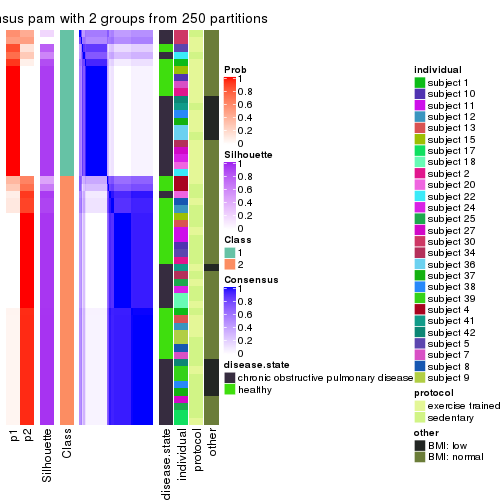 sus pam with 2 groups from 250 partitions
Prob
1
0.8
0.6
0.4
0.2
0
Silhouette
1
0.8
0.6
0.4
0.2
0
Class
1
2
Consensus
1
0.8
0.6
0.4
0.2
0
disease.state
chronic obstructive pulmonary disease
healthy
individual
subject 1
subject 10
subject 11
subject 12
subject 13
subject 15
subject 17
subject 18
subject 2
subject 20
subject 22
subject 24
subject 25
subject 27
subject 30
subject 34
subject 36
subject 37
subject 38
subject 39
subject 4
subject 41
subject 42
subject 5
subject 7
subject 8
subject 9
protocol
exercise trained
sedentary
other
BMI: low
BMI: normal
p1
p2
Silhouette
Class
disease.state
individual
protocol
other